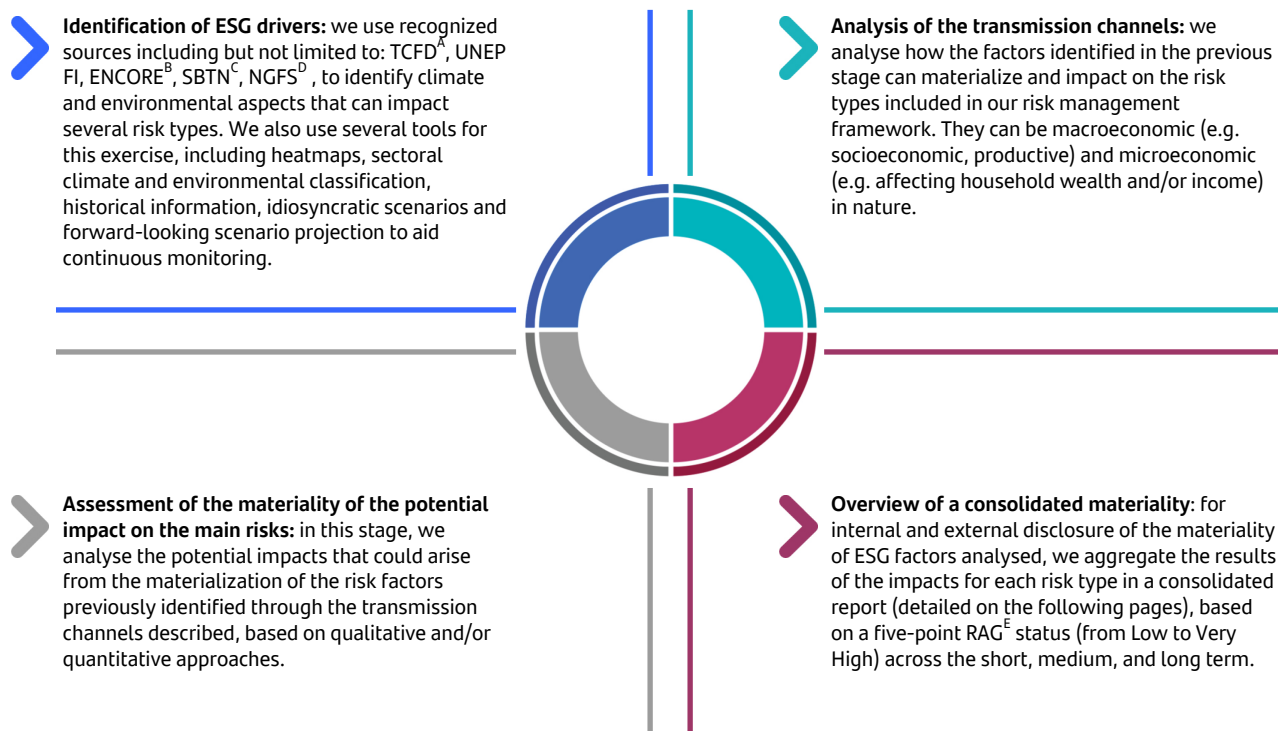 Identification of ESG drivers: we use recognized
sources including but not limited to: TCFDᴬ, UNEP
FI, ENCOREᴮ, SBTNᶜ, NGFSᴰ , to identify climate
and environmental aspects that can impact
several risk types. We also use several tools for
this exercise, including heatmaps, sectoral
climate and environmental classification,
historical information, idiosyncratic scenarios and
forward-looking scenario projection to aid
continuous monitoring.
Analysis of the transmission channels: we
analyse how the factors identified in the previous
stage can materialize and impact on the risk
types included in our risk management
framework. They can be macroeconomic (e.g.
socioeconomic, productive) and microeconomic
(e.g. affecting household wealth and/or income)
in nature.
Assessment of the materiality of the potential
impact on the main risks: in this stage, we
analyse the potential impacts that could arise
from the materialization of the risk factors
previously identified through the transmission
channels described, based on qualitative and/or
quantitative approaches.
Overview of a consolidated materiality: for
internal and external disclosure of the materiality
of ESG factors analysed, we aggregate the results
of the impacts for each risk type in a consolidated
report (detailed on the following pages), based
on a five-point RAGᴱ status (from Low to Very
High) across the short, medium, and long term.